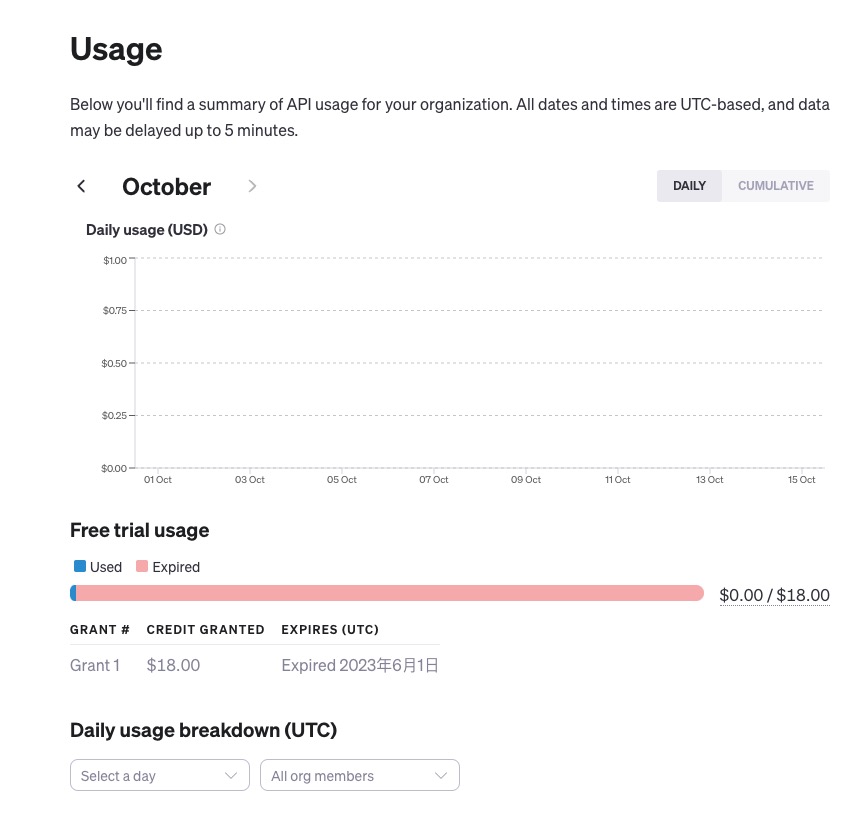 Usage
Below you'll find a summary of API usage for your organization. All dates and times are UTC-based, and data
may be delayed up to 5 minutes.
October
DAILY
CUMULATIVE
Daily usage (USD)
$1.00
$0.75
$0.50
$0.25
$0.00
01 Oct
03 Oct
05 Oct
07 Oct
09 Oct
11 Oct
13 Oct
15 Oct
Free trial usage
Used
Expired
$0.00 / $18.00
GRANT # CREDIT GRANTED EXPIRES (UTC)
Grant 1 $18.00 Expired 2023年6月1日
Daily usage breakdown (UTC)
Select a day
All org members